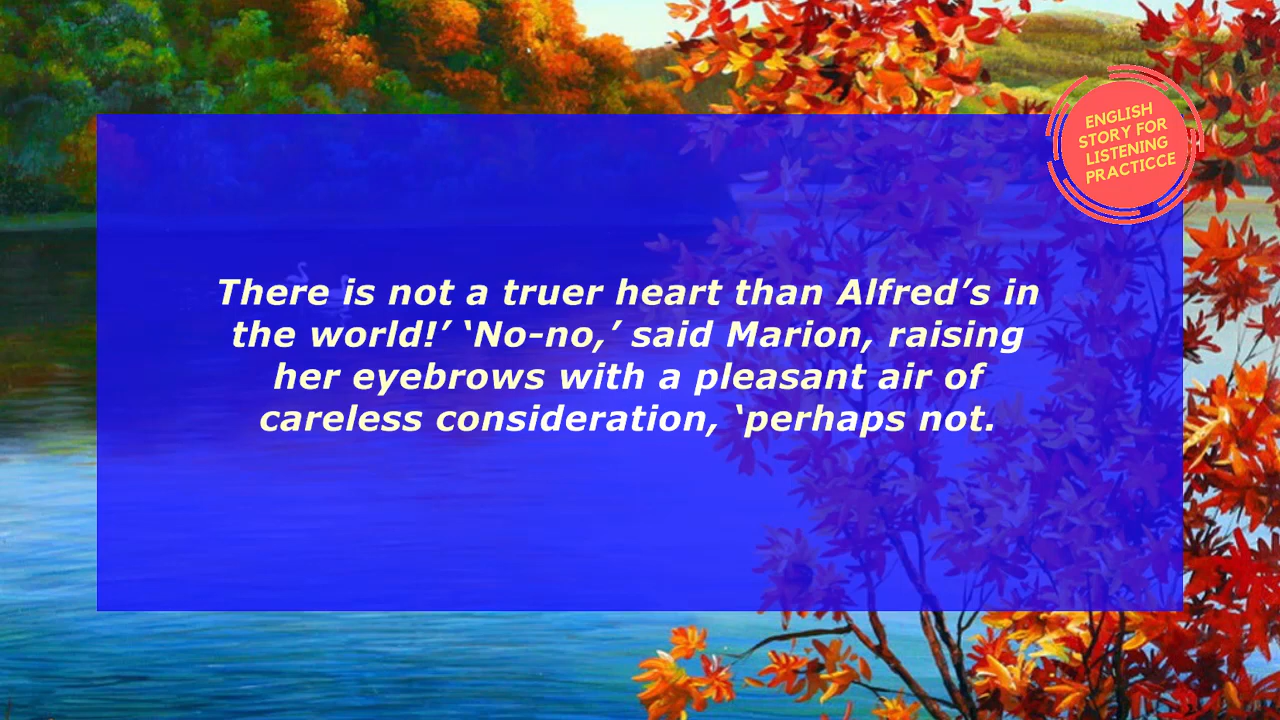 ENGLISH
STORY FOR
LISTENING
PRACTICCE
There is not a truer heart than Alfred’s in
the world!’ ‘No-no,’ said Marion, raising
her eyebrows with a pleasant air of
careless consideration, ‘perhaps not.